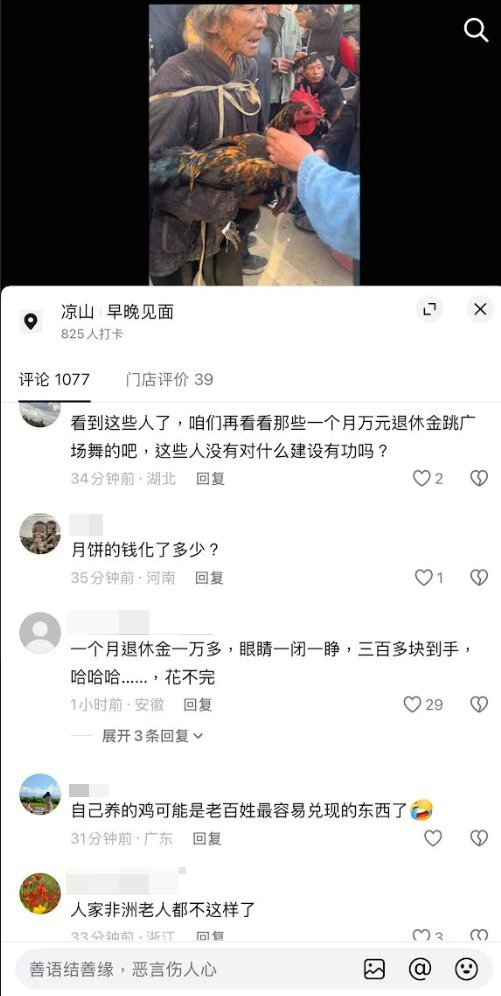 凉山 | 早晚见面
825人打卡
评论 1077 门店评价 39
看到这些人了，咱们再看看那些一个月万元退休金跳广
场舞的吧，这些人没有对什么建设有功吗？
34分钟前 · 湖北 回复 2
月饼的钱化了多少？
35分钟前 · 河南 回复 1
一个月退休金一万多，眼睛一闭一睁，三百多块到手，
哈哈哈……，花不完
1小时前 · 安徽 回复 29
展开3条回复
自己养的鸡可能是老百姓最容易兑现的东西了🤣
31分钟前 · 广东 回复
人家非洲老人都不这样了
33分钟前 · 浙江 回复 3
善语结善缘，恶言伤人心